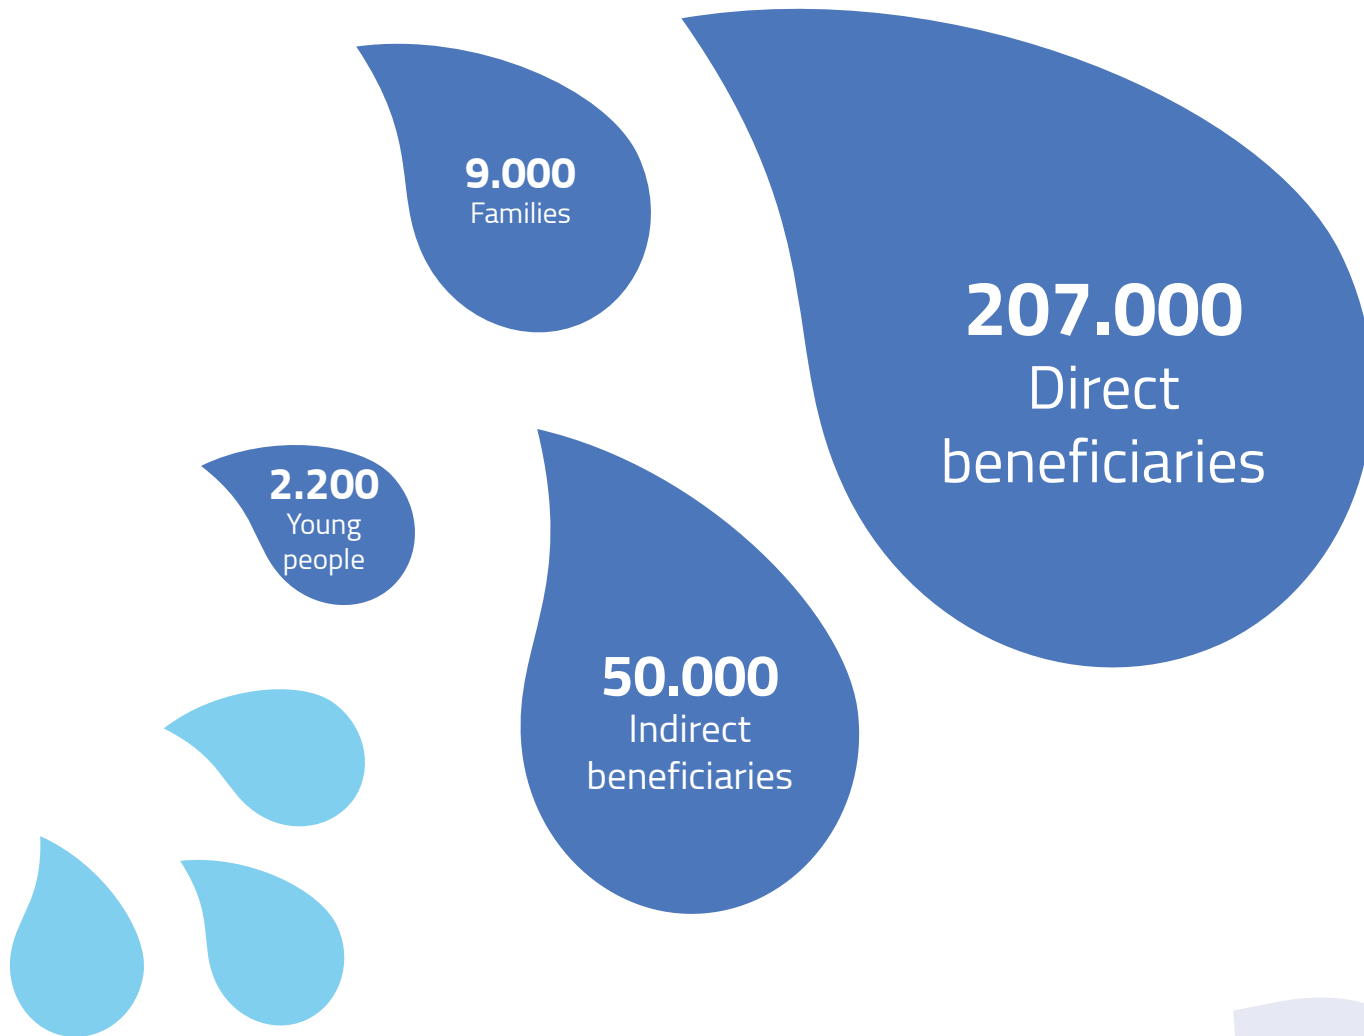 9.000
Families
207.000
Direct
beneficiaries
2.200
Young
people
50.000
Indirect
beneficiaries